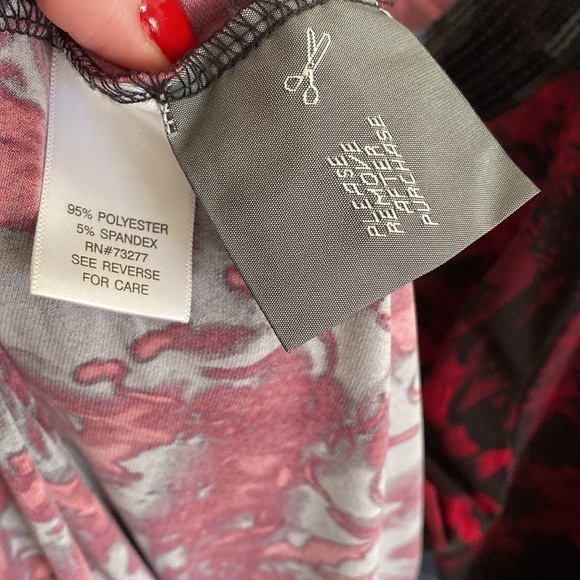 95% POLYESTER
5% SPANDEX
RN#73277
SEE REVERSE
FOR CARE
PLEASE
REMOVE
AFTER
PURCHASE